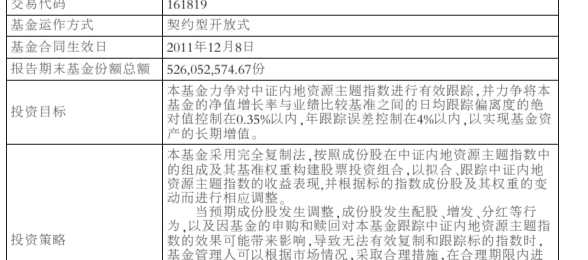 交易代码 161819
基金运作方式 契约型开放式
基金合同生效日 2011年12月8日
报告期末基金份额总额 526,052,574.67份
投资目标
本基金力争对中证内地资源主题指数进行有效跟踪,并力争将本
基金的净值增长率与业绩比较基准之间的日均跟踪偏离度的绝
对值控制在0.35%以内,年跟踪误差控制在4%以内,以实现基金资
产的长期增值。
投资策略
本基金采用完全复制法,按照成份股在中证内地资源主题指数中
的组成及其基准权重构建股票投资组合,以拟合、跟踪中证内地
资源主题指数的收益表现,并根据标的指数成份股及其权重的变
动而进行相应调整。
当预期成份股发生调整,成份股发生配股、增发、分红等行
为,以及因基金的申购和赎回对本基金跟踪中证内地资源主题指
数的效果可能带来影响,导致无法有效复制和跟踪标的指数时,
基金管理人可以根据市场情况,采取合理措施,在合理期限内进